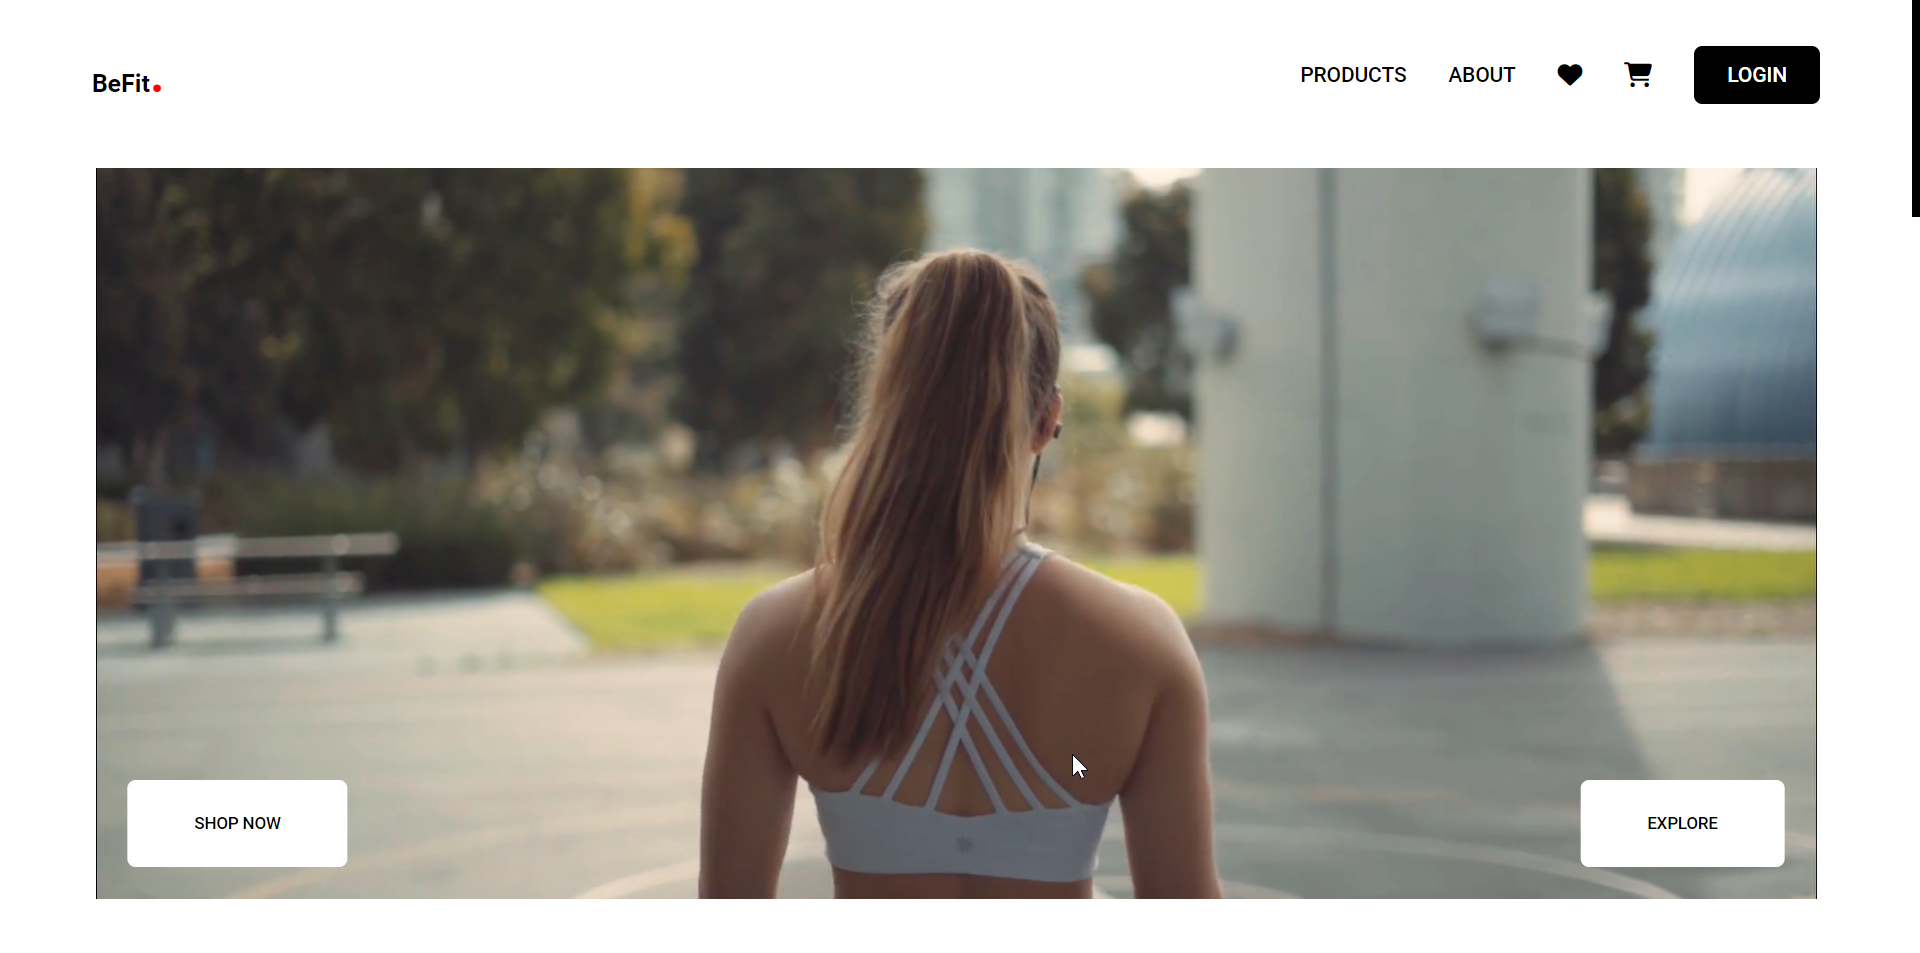 BeFit.
PRODUCTS ABOUT LOGIN
SHOP NOW
EXPLORE